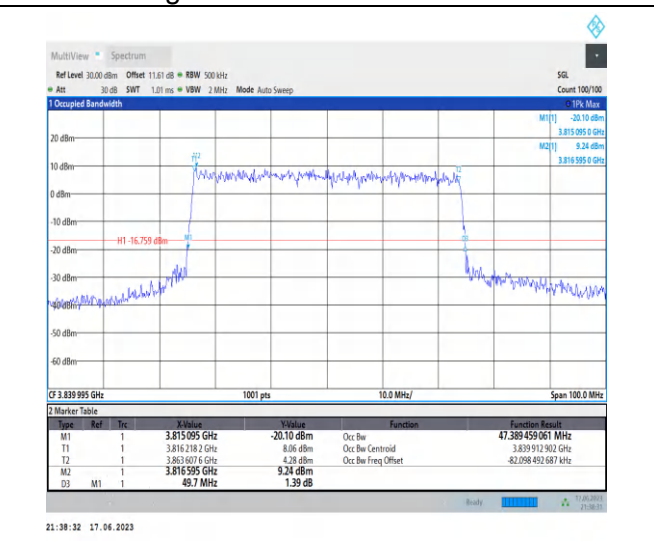 MultiView Spectrum
Ref Level 30.00 dBm Offset 11.61 dB RBW 500 kHz SGL
Att 30 dB SWT 1.01 ms VBW 2 MHz Mode Auto Sweep Count 100/100
1 Occupied Bandwidth 1Pk Max
M1[1] -20.10 dBm
3.815 095 0 GHz
M2[1] 9.24 dBm
3.816 595 0 GHz
20 dBm
10 dBm
T2
0 dBm
-10 dBm
M1
H1 -16.759 dBm
-20 dBm
-30 dBm
-40 dBm
-50 dBm
-60 dBm
CF 3.839 995 GHz 1001 pts 10.0 MHz/ Span 100.0 MHz
2 Marker Table
Type Ref Trc X-Value Y-Value Function Function Result
M1 1 3.815 095 GHz -20.10 dBm Occ Bw 47.389 459 061 MHz
T1 1 3.816 218 2 GHz 8.06 dBm Occ Bw Centroid 3.839 912 902 GHz
T2 1 3.863 607 6 GHz 4.28 dBm Occ Bw Freq Offset -82.098 492 687 kHz
M2 1 3.816 595 GHz 9.24 dBm
D3 M1 1 49.7 MHz 1.39 dB
Ready 17.06.2023
21:38:32 17.06.2023